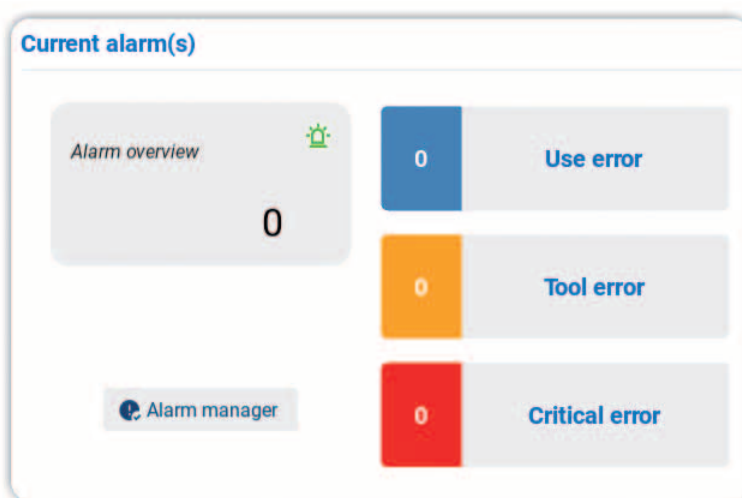 Current alarm(s)
Alarm overview
0
0 Use error
0 Tool error
0 Critical error
Alarm manager